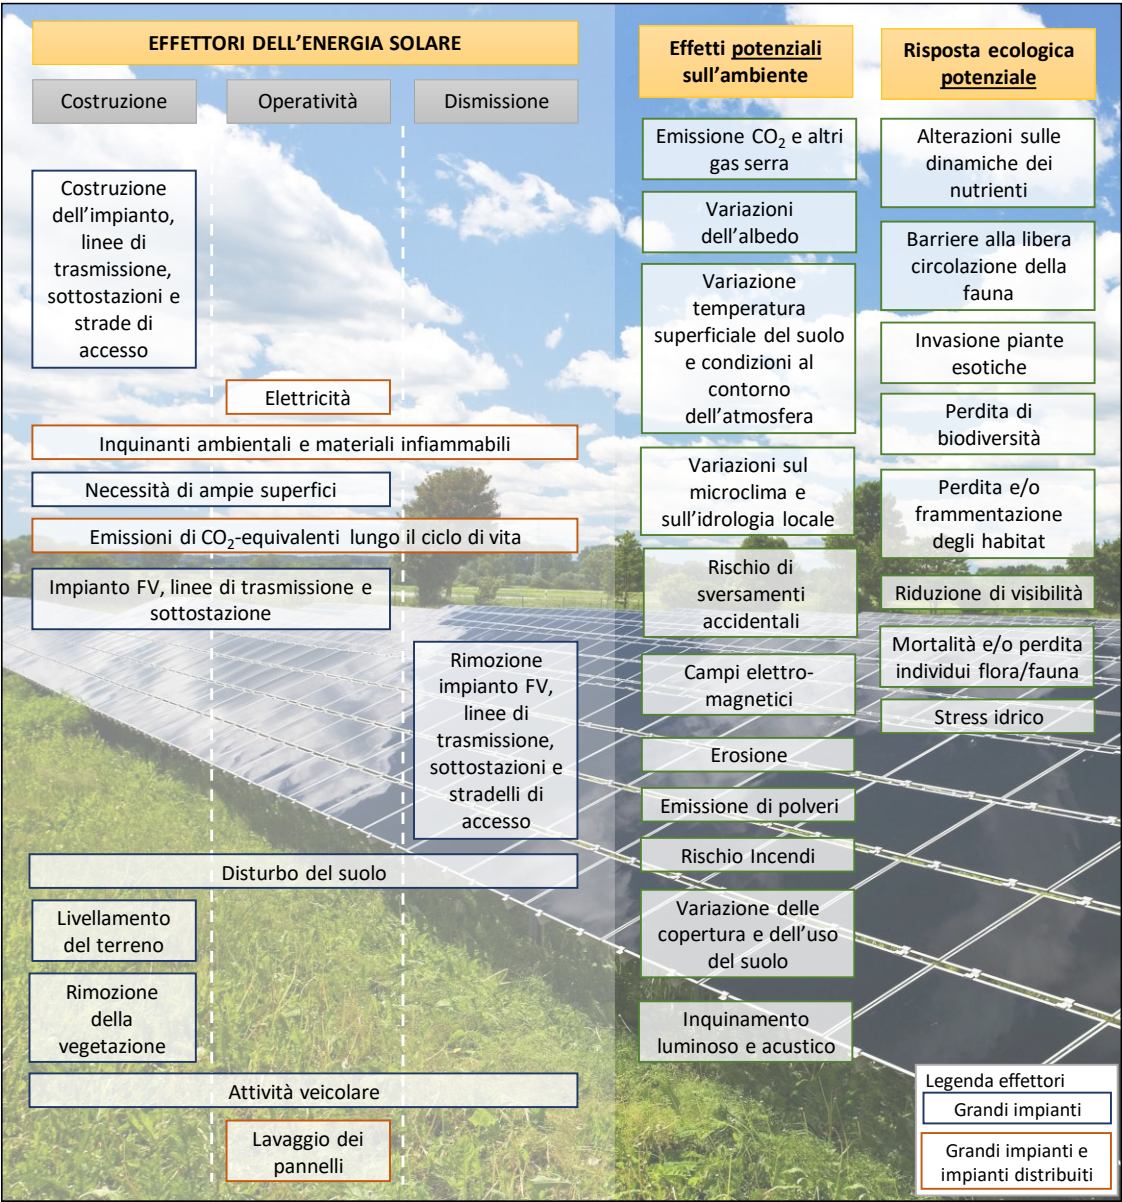 EFFETTORI DELL'ENERGIA SOLARE
Costruzione
Operatività
Dismissione
Costruzione
dell'impianto,
linee di
trasmissione,
sottostazioni e
strade di
accesso
Elettricità
Inquinanti ambientali e materiali infiammabili
Necessità di ampie superfici
Emissioni di CO₂-equivalenti lungo il ciclo di vita
Impianto FV, linee di trasmissione e
sottostazione
Rimozione
impianto FV,
linee di
trasmissione,
sottostazioni e
stradelli di
accesso
Disturbo del suolo
Livellamento
del terreno
Rimozione
della
vegetazione
Attività veicolare
Lavaggio dei
pannelli
Effetti potenziali
sull'ambiente
Emissione CO₂ e altri
gas serra
Variazioni
dell'albedo
Variazione
temperatura
superficiale del suolo
e condizioni al
contorno
dell'atmosfera
Variazioni sul
microclima e
sull'idrologia locale
Rischio di
sversamenti
accidentali
Campi elettro-
magnetici
Erosione
Emissione di polveri
Rischio Incendi
Variazione delle
copertura e dell'uso
del suolo
Inquinamento
luminoso e acustico
Risposta ecologica
potenziale
Alterazioni sulle
dinamiche dei
nutrienti
Barriere alla libera
circolazione della
fauna
Invasione piante
esotiche
Perdita di
biodiversità
Perdita e/o
frammentazione
degli habitat
Riduzione di visibilità
Mortalità e/o perdita
individui flora/fauna
Stress idrico
Legenda effettori
Grandi impianti
Grandi impianti e
impianti distribuiti